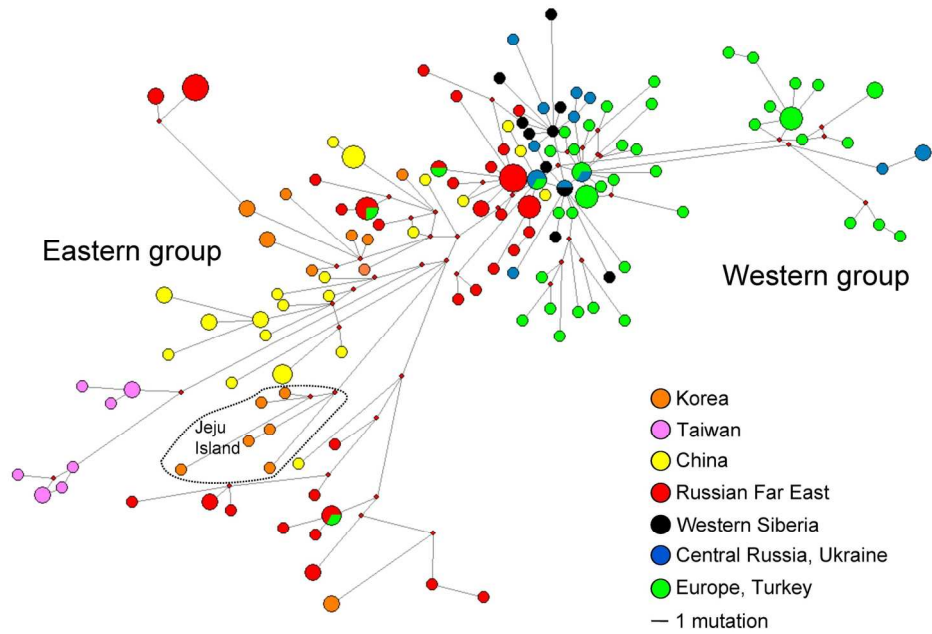 Eastern group
Western group
Jeju
Island
Korea
Taiwan
China
Russian Far East
Western Siberia
Central Russia, Ukraine
Europe, Turkey
1 mutation